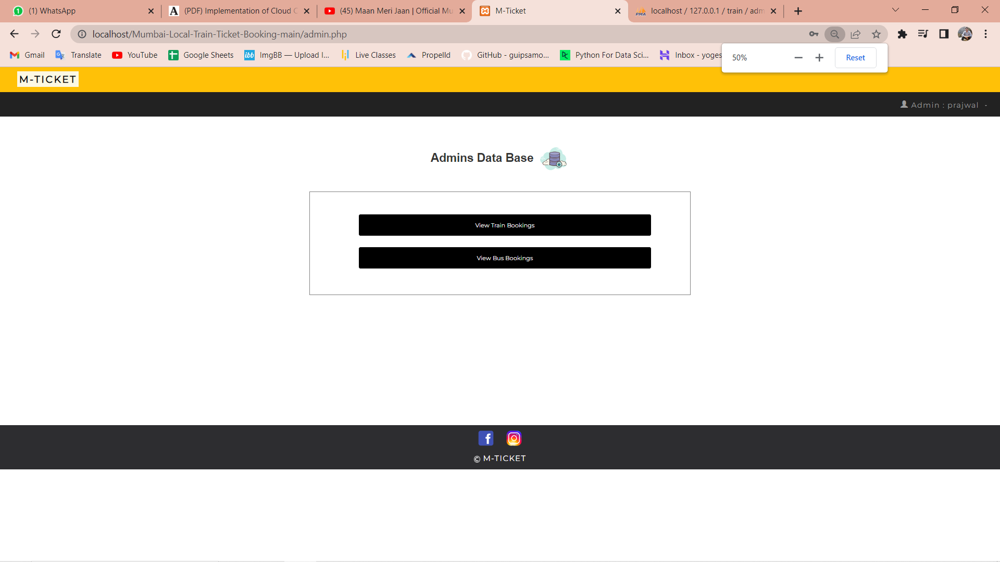 (1) WhatsApp
A (PDF) Implementation of Cloud C
(45) Maan Meri Jaan | Official Mu
M-Ticket
PMA localhost / 127.0.0.1 / train / adm
localhost/Mumbai-Local-Train-Ticket-Booking-main/admin.php
Gmail
Translate
YouTube
Google Sheets
ibb ImgBB — Upload I...
Live Classes
Propelld
GitHub - guipsamo...
Python For Data Sci...
Inbox - yoges
50%
Reset
M-TICKET
Admin : prajwal
Admins Data Base
View Train Bookings
View Bus Bookings
© M-TICKET